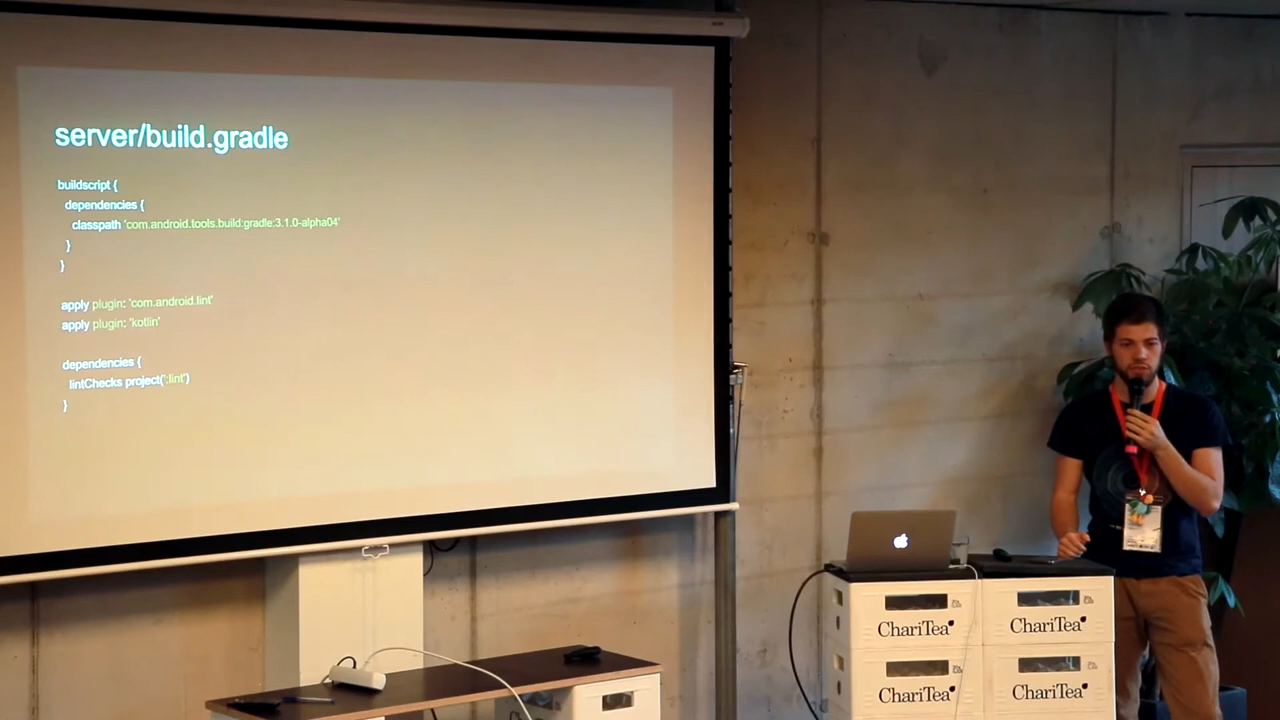 server/build.gradle
buildscript {
dependencies {
classpath 'com.android.tools.build:gradle:3.1.0-alpha04'
}
}
apply plugin: 'com.android.lint'
apply plugin: 'kotlin'
dependencies {
lintChecks project(':lint')
}
ChariTea
ChariTea
ChariTea
ChariTea